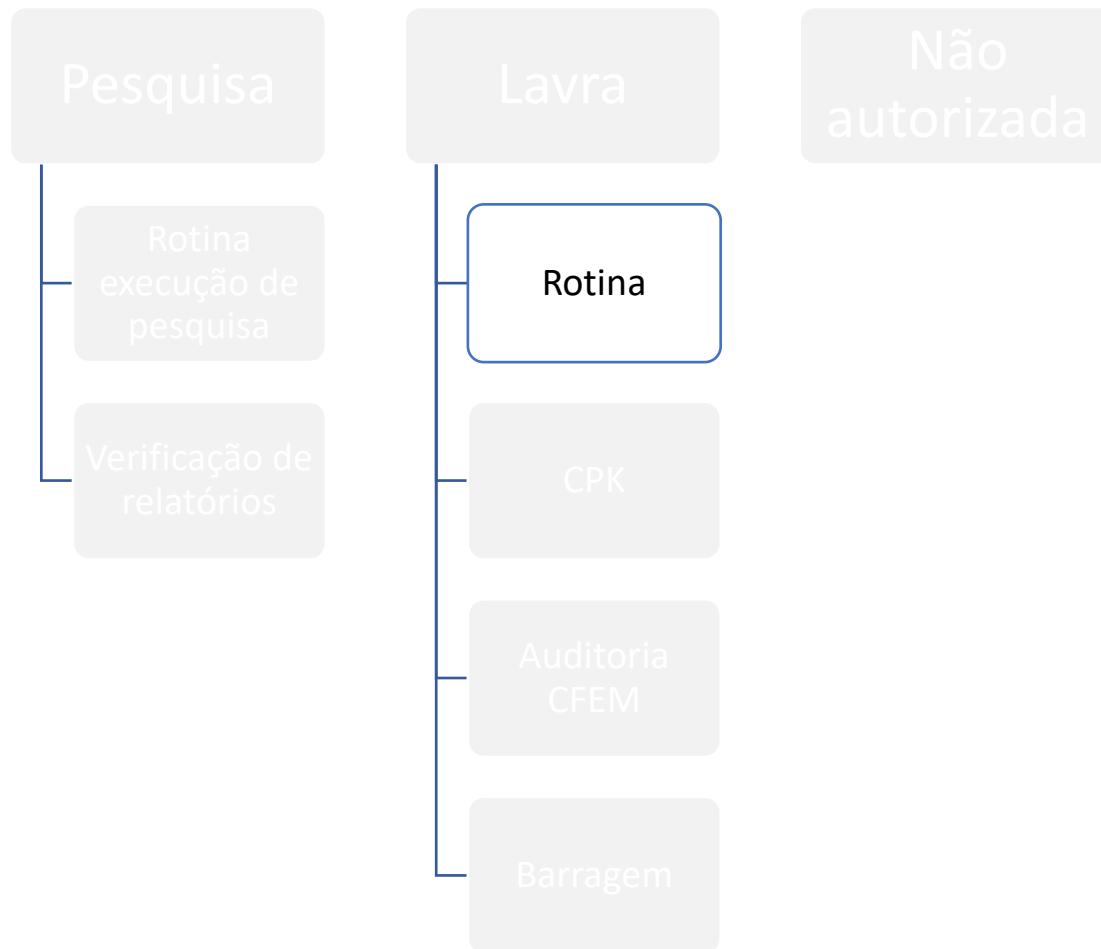 Pesquisa
Rotina
execução de
pesquisa
Verificação de
relatórios
Lavra
Rotina
CPK
Auditoria
CFEM
Barragem
Não
autorizada